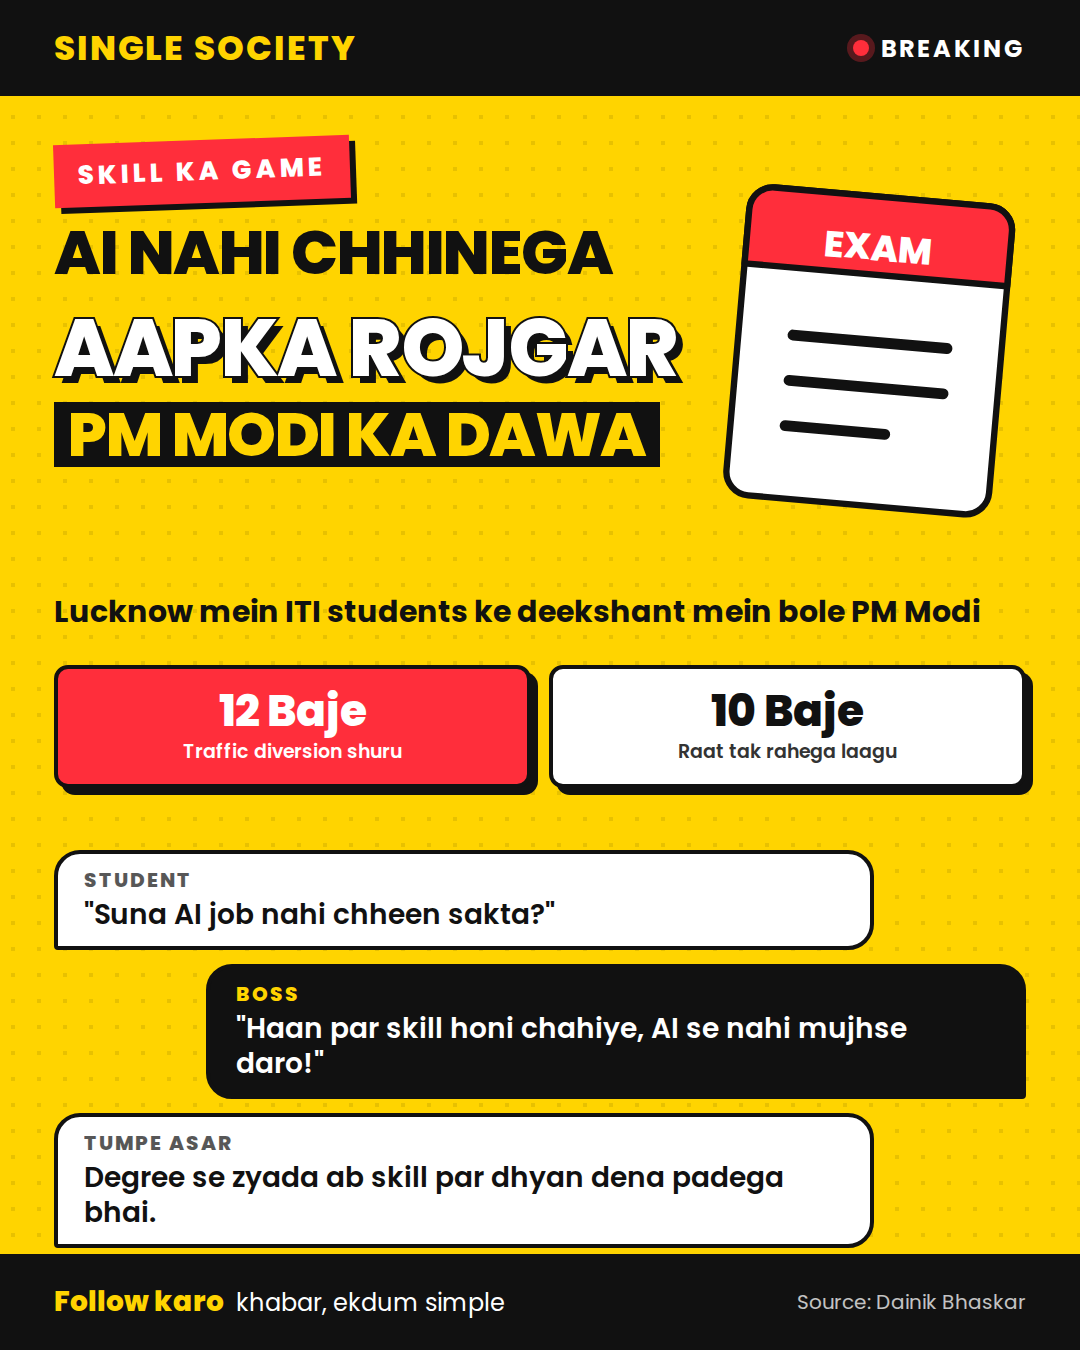 SINGLE SOCIETY
BREAKING
SKILL KA GAME
AI NAHI CHHINEGA
AAPKA ROJGAR
PM MODI KA DAWA
EXAM
Lucknow mein ITI students ke deekshant mein bole PM Modi
12 Baje
Traffic diversion shuru
10 Baje
Raat tak rahega laagu
STUDENT
"Suna AI job nahi chheen sakta?"
BOSS
"Haan par skill honi chahiye, AI se nahi mujhse
daro!"
TUMPE ASAR
Degree se zyada ab skill par dhyan dena padega
bhai.
Follow karo khabar, ekdum simple
Source: Dainik Bhaskar